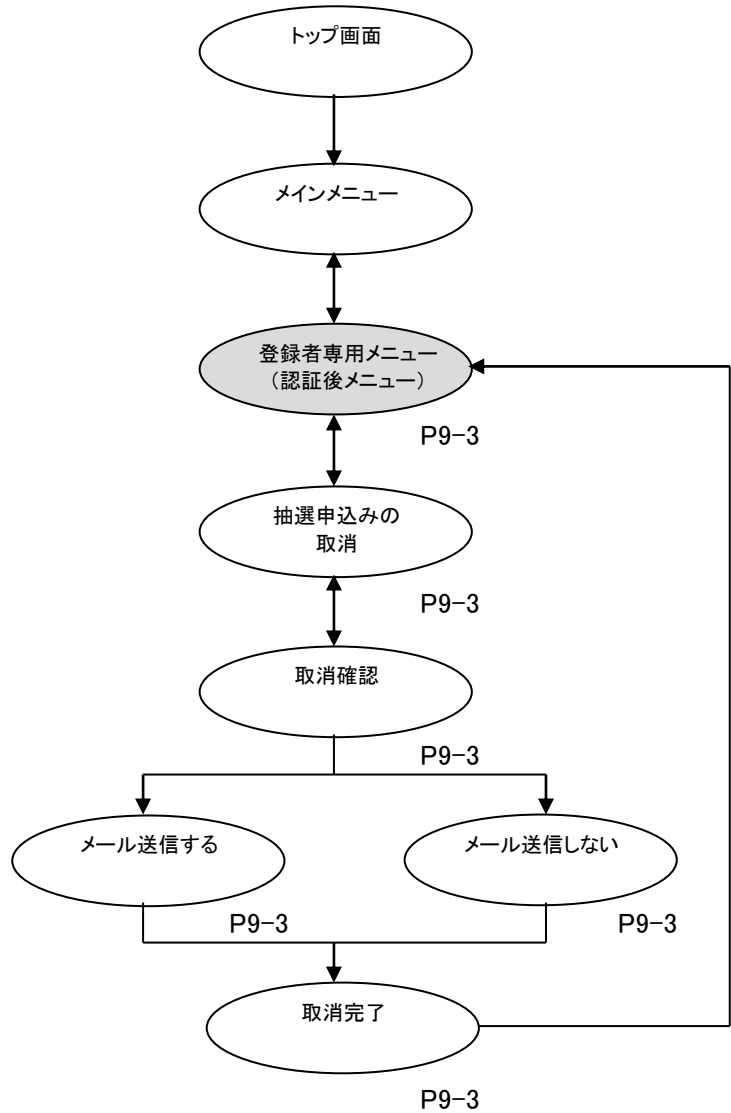 トップ画面
メインメニュー
登録者専用メニュー
（認証後メニュー）
P9-3
抽選申込みの
取消
P9-3
取消確認
P9-3
メール送信する
メール送信しない
P9-3
P9-3
取消完了
P9-3